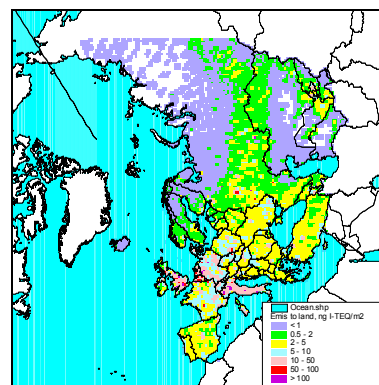 Ocean.shp
Emis to land, ng I-TEQ/m2
< 1
0.5 - 2
2 - 5
5 - 10
10 - 50
50 - 100
> 100